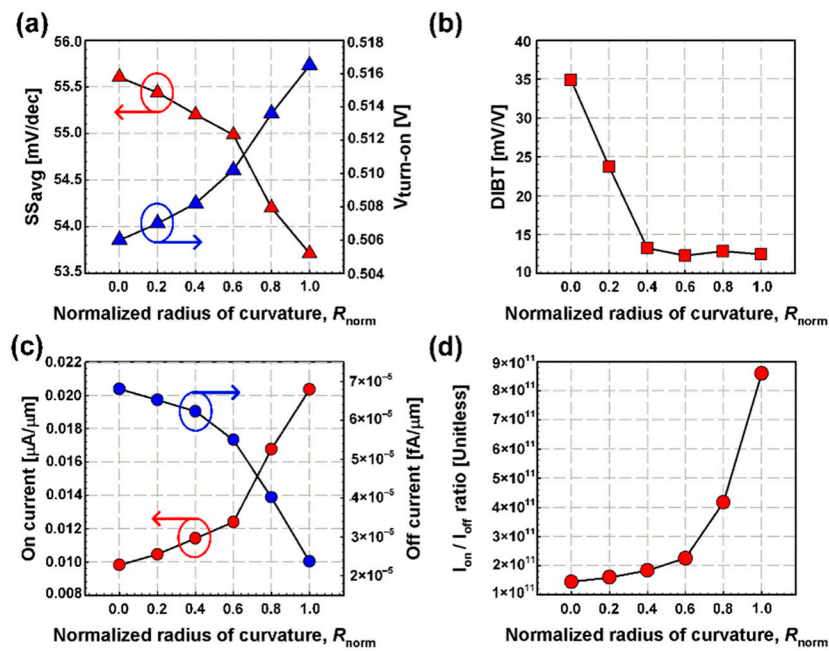 (a)
56.0
55.5
55.0
54.5
54.0
53.5
SSavg [mV/dec]
0.518
0.516
0.514
0.512
0.510
0.508
0.506
0.504
Vturn-on [V]
0.0 0.2 0.4 0.6 0.8 1.0
Normalized radius of curvature, Rnorm
(b)
40
35
30
25
20
15
10
DIBT [mV/V]
0.0 0.2 0.4 0.6 0.8 1.0
Normalized radius of curvature, Rnorm
(c)
0.022
0.020
0.018
0.016
0.014
0.012
0.010
0.008
On current [μA/μm]
7×10⁻⁵
6×10⁻⁵
5×10⁻⁵
4×10⁻⁵
3×10⁻⁵
2×10⁻⁵
Off current [fA/μm]
0.0 0.2 0.4 0.6 0.8 1.0
Normalized radius of curvature, Rnorm
(d)
9×10¹¹
8×10¹¹
7×10¹¹
6×10¹¹
5×10¹¹
4×10¹¹
3×10¹¹
2×10¹¹
1×10¹¹
Ion / Ioff ratio [Unitless]
0.0 0.2 0.4 0.6 0.8 1.0
Normalized radius of curvature, Rnorm